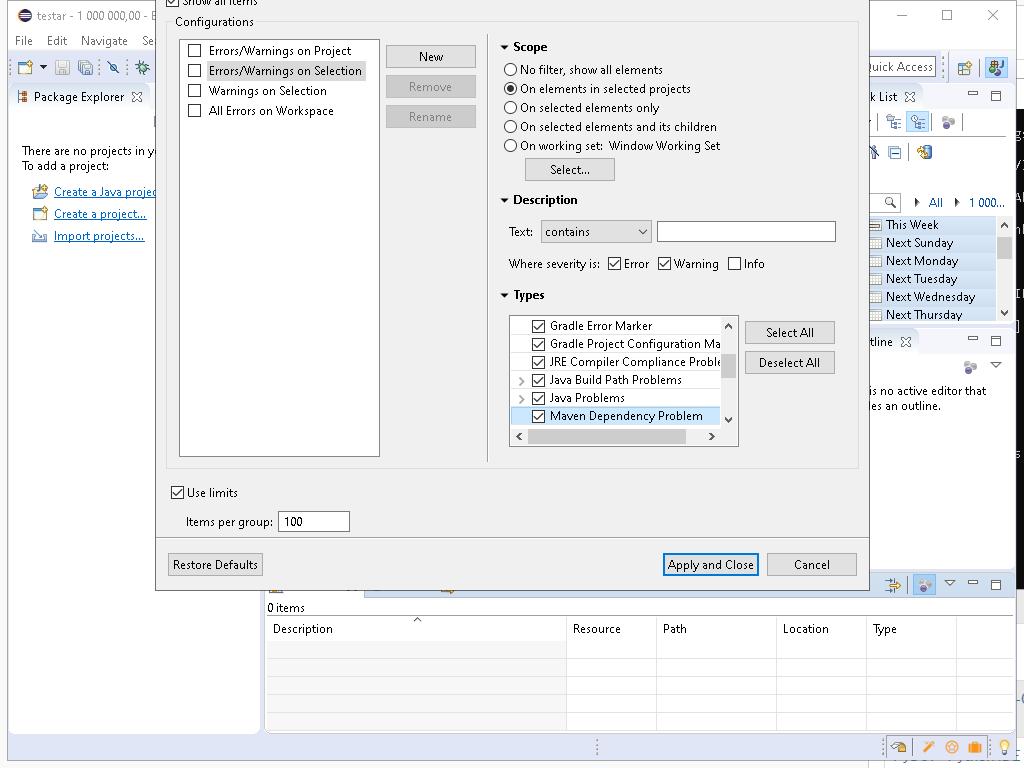 Show all items
testar - 1 000 000,00 - E
Configurations
File Edit Navigate Se
Errors/Warnings on Project
Errors/Warnings on Selection
Warnings on Selection
All Errors on Workspace
New
Remove
Rename
Scope
No filter, show all elements
On elements in selected projects
On selected elements only
On selected elements and its children
On working set: Window Working Set
Select...
Description
Text: contains
Where severity is: Error Warning Info
Types
Gradle Error Marker
Gradle Project Configuration Ma
JRE Compiler Compliance Proble
Java Build Path Problems
Java Problems
Maven Dependency Problem
Select All
Deselect All
Use limits
Items per group: 100
Restore Defaults
Apply and Close
Cancel
Package Explorer
There are no projects in y
To add a project:
Create a Java projec
Create a project...
Import projects...
Quick Access
k List
All 1 000...
This Week
Next Sunday
Next Monday
Next Tuesday
Next Wednesday
Next Thursday
tline
is no active editor that
es an outline.
0 items
Description Resource Path Location Type